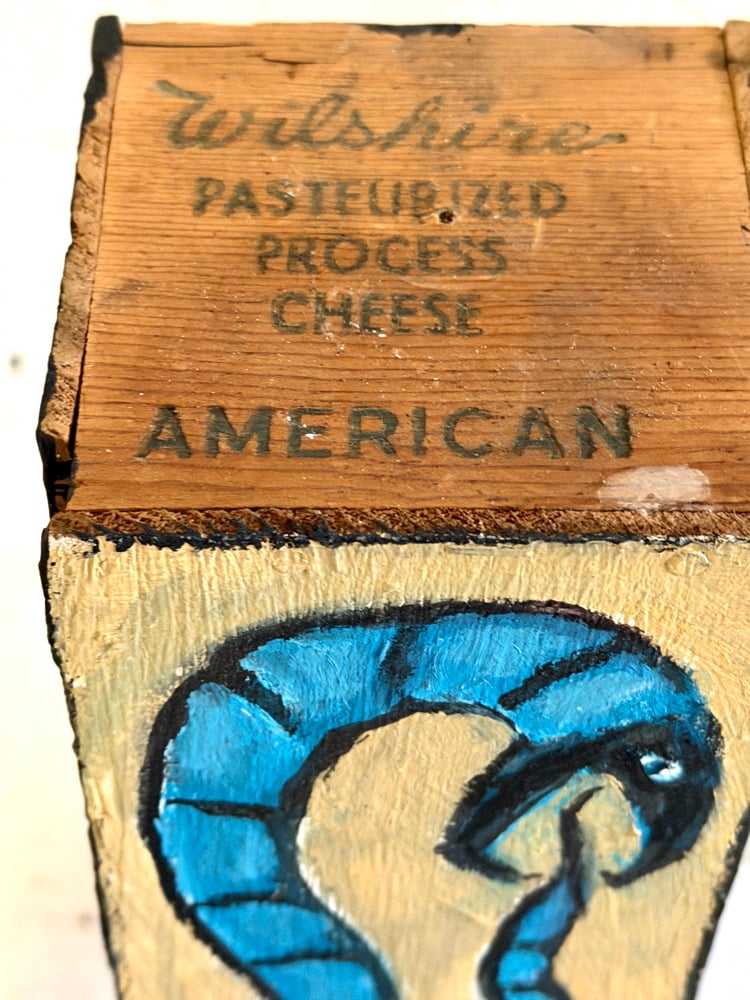 Wilshire
PASTEURIZED
PROCESS
CHEESE
AMERICAN